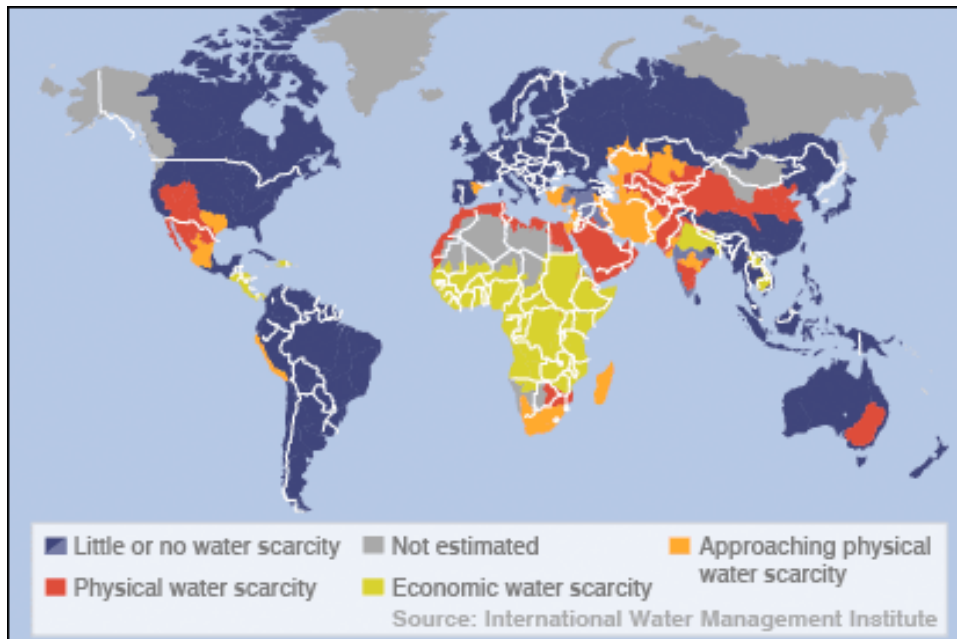 Little or no water scarcity
Not estimated
Approaching physical
water scarcity
Physical water scarcity
Economic water scarcity
Source: International Water Management Institute